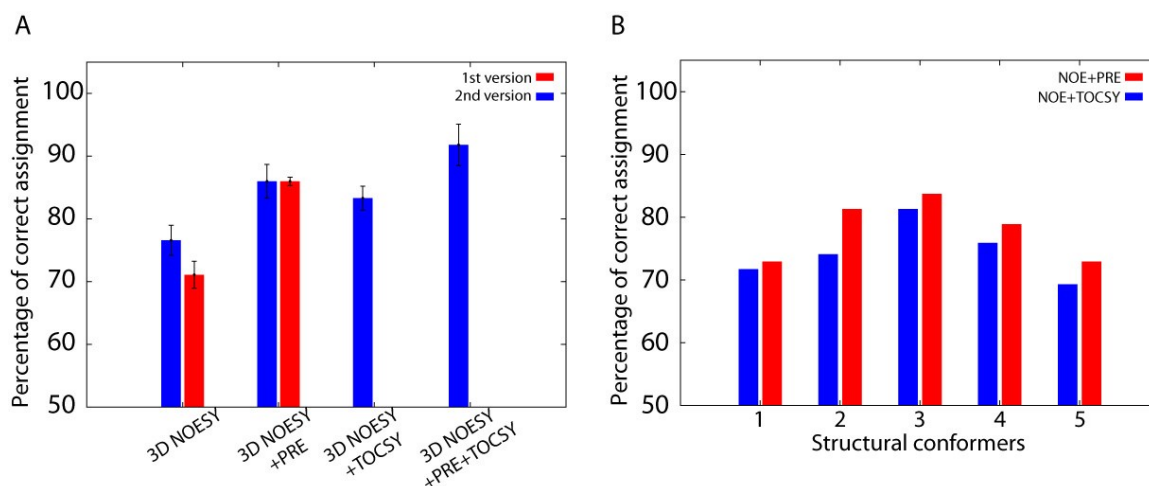 A
Percentage of correct assignment
100
90
80
70
60
50
1st version
2nd version
3D NOESY
3D NOESY
+PRE
3D NOESY
+TOCSY
3D NOESY
+PRE+TOCSY
B
Percentage of correct assignment
100
90
80
70
60
50
NOE+PRE
NOE+TOCSY
1 2 3 4 5
Structural conformers